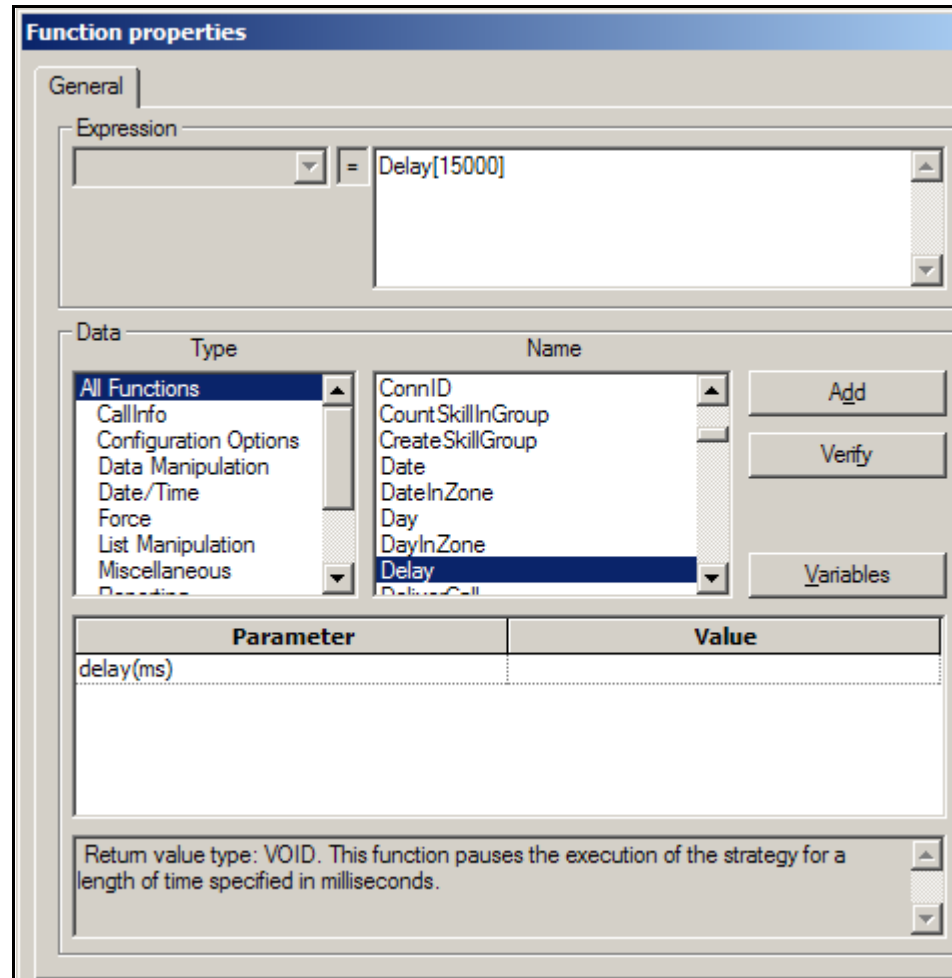 Function properties
General
Expression
=
Delay[15000]
Data
Type
Name
All Functions
CallInfo
Configuration Options
Data Manipulation
Date/Time
Force
List Manipulation
Miscellaneous
Reporting
ConnID
CountSkillInGroup
CreateSkillGroup
Date
DateInZone
Day
DayInZone
Delay
DeliverCall
Add
Verify
Variables
Parameter Value
delay(ms)
Return value type: VOID. This function pauses the execution of the strategy for a
length of time specified in milliseconds.